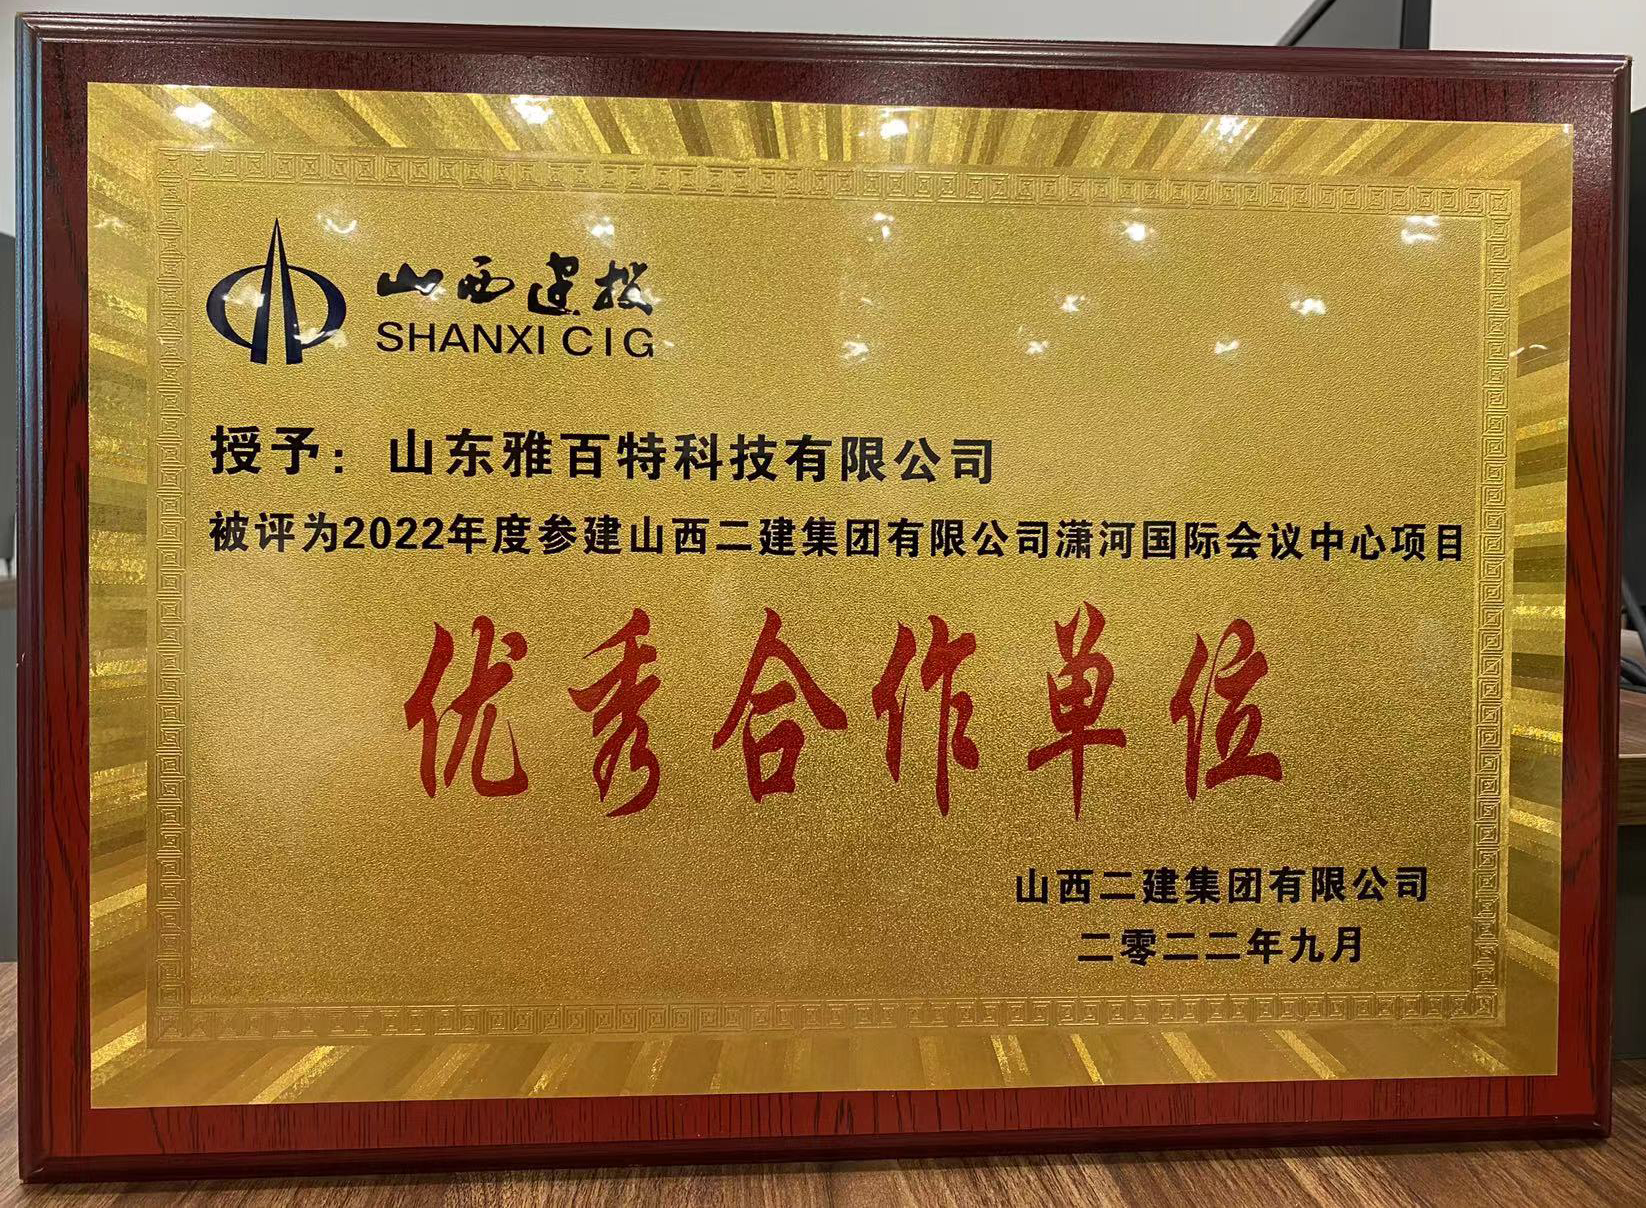 山西建投
SHANXI CIG
授予：山东雅百特科技有限公司
被评为2022年度参建山西二建集团有限公司潇河国际会议中心项目
优秀合作单位
山西二建集团有限公司
二零二二年九月